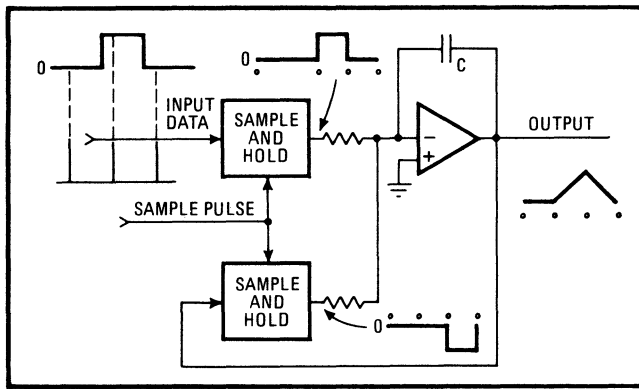 0
0
C
INPUT
DATA
SAMPLE
AND
HOLD
−
+
OUTPUT
SAMPLE PULSE
SAMPLE
AND
HOLD
0